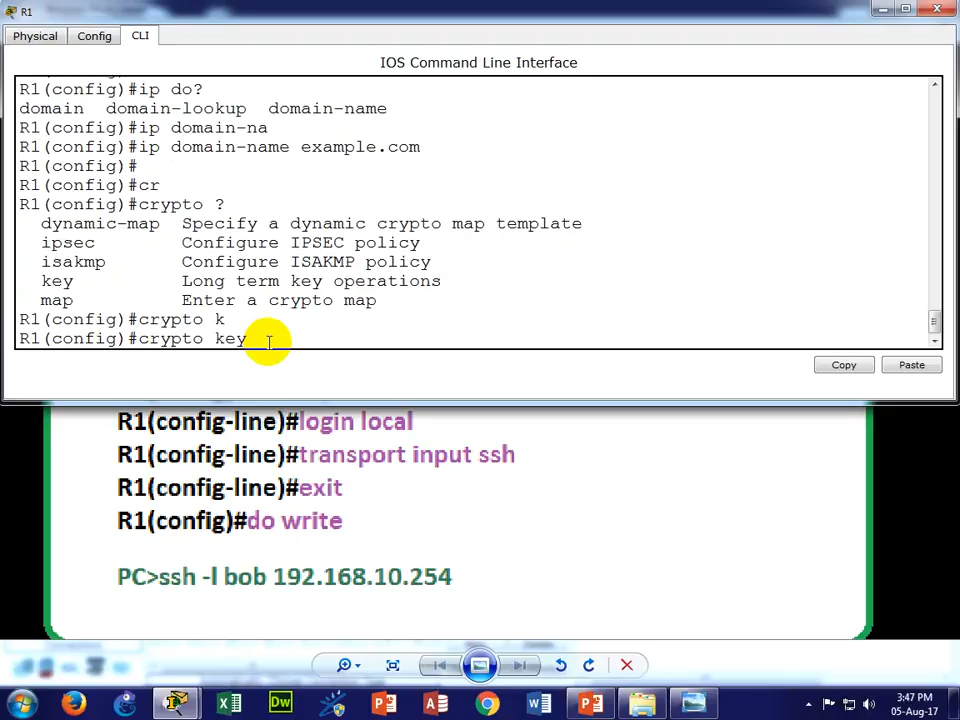 R1
Physical Config CLI
IOS Command Line Interface
R1(config)#ip do?
domain domain-lookup domain-name
R1(config)#ip domain-na
R1(config)#ip domain-name example.com
R1(config)#
R1(config)#cr
R1(config)#crypto ?
dynamic-map Specify a dynamic crypto map template
ipsec Configure IPSEC policy
isakmp Configure ISAKMP policy
key Long term key operations
map Enter a crypto map
R1(config)#crypto k
R1(config)#crypto key
Copy Paste
R1(config-line)#login local
R1(config-line)#transport input ssh
R1(config-line)#exit
R1(config)#do write
PC>ssh -l bob 192.168.10.254
3:47 PM
05-Aug-17